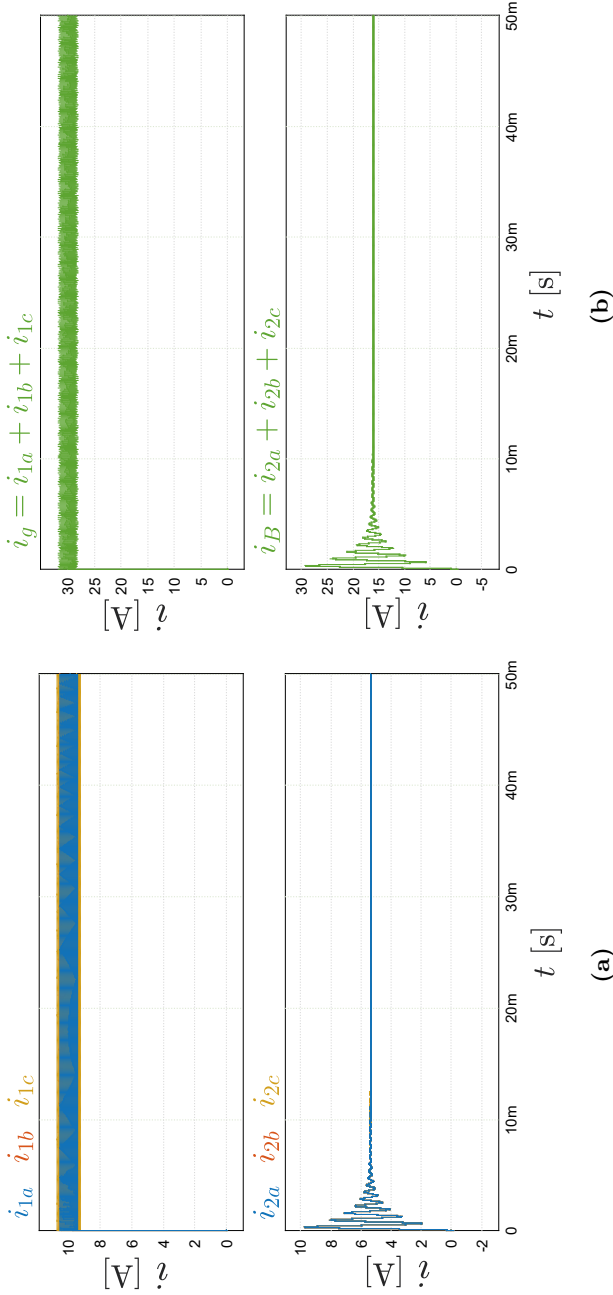 i_{1a} i_{1b} i_{1c}
10
8
6
4
2
0
i [A]
i_{2a} i_{2b} i_{2c}
10
8
6
4
2
0
-2
i [A]
0 10m 20m 30m 40m 50m
t [s]
(a)
i_g = i_{1a} + i_{1b} + i_{1c}
30
25
20
15
10
5
0
i [A]
i_B = i_{2a} + i_{2b} + i_{2c}
30
25
20
15
10
5
0
-5
i [A]
0 10m 20m 30m 40m 50m
t [s]
(b)